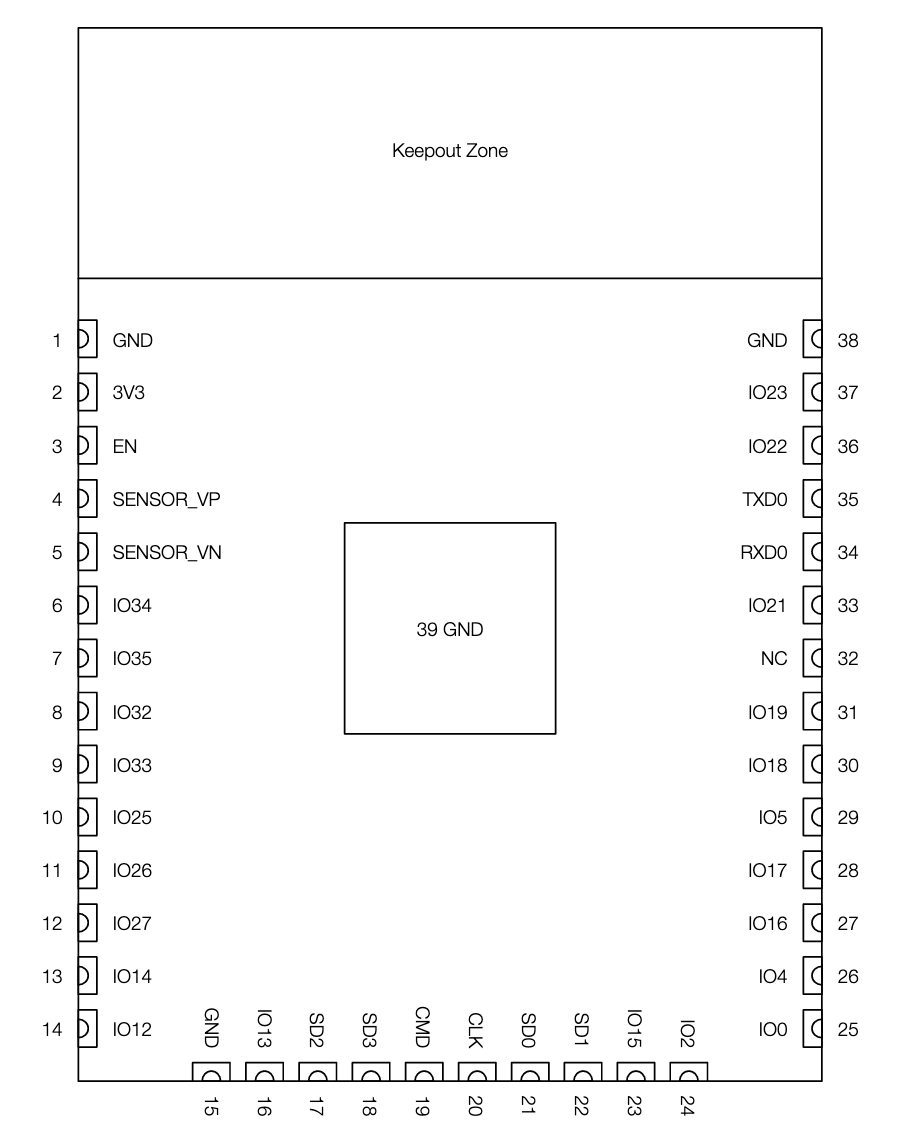 Keepout Zone
1 GND
GND 38
2 3V3
IO23 37
3 EN
IO22 36
4 SENSOR_VP
TXD0 35
5 SENSOR_VN
RXD0 34
6 IO34
IO21 33
39 GND
7 IO35
NC 32
8 IO32
IO19 31
9 IO33
IO18 30
10 IO25
IO5 29
11 IO26
IO17 28
12 IO27
IO16 27
13 IO14
IO4 26
14 IO12
IO0 25
GND 15
IO13 16
SD2 17
SD3 18
CMD 19
CLK 20
SD0 21
SD1 22
IO15 23
IO2 24